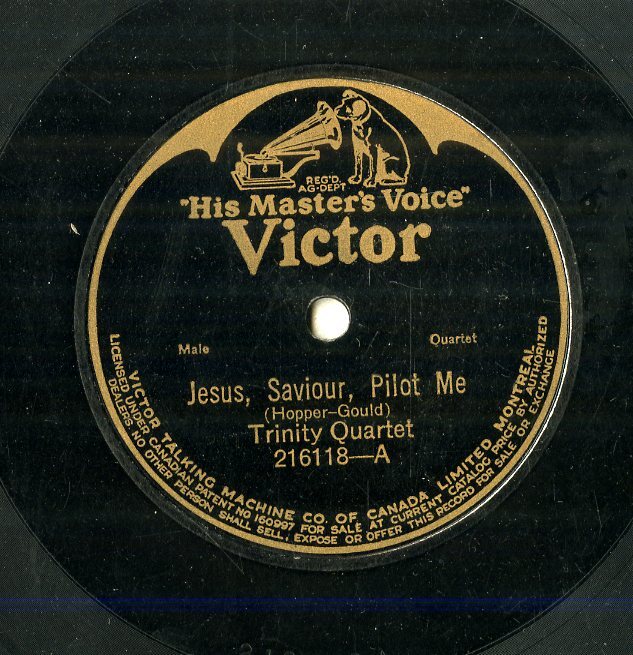 REG'D.
AG-DEPT
"His Master's Voice"
Victor
Male Quartet
Jesus, Saviour, Pilot Me
(Hopper-Gould)
Trinity Quartet
216118—A
VICTOR TALKING MACHINE CO. OF CANADA, LIMITED MONTREAL
LICENSED UNDER CANADIAN PATENT NO 160997 FOR SALE AT CURRENT CATALOG PRICE BY AUTHORIZED
DEALERS NO OTHER PERSON SHALL SELL, EXPOSE OR OFFER THIS RECORD FOR SALE OR EXCHANGE